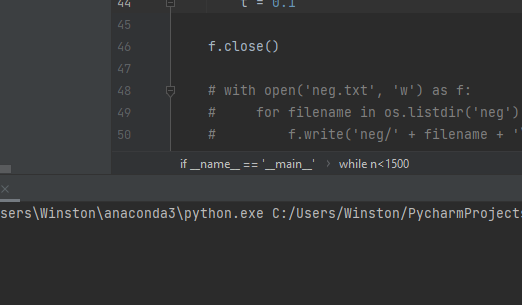 44 t = 0.1
45
46 f.close()
47
48 # with open('neg.txt', 'w') as f:
49 # for filename in os.listdir('neg')
50 # f.write('neg/' + filename + '
if __name__ == '__main__' › while n<1500
sers\Winston\anaconda3\python.exe C:/Users/Winston/PycharmProjects